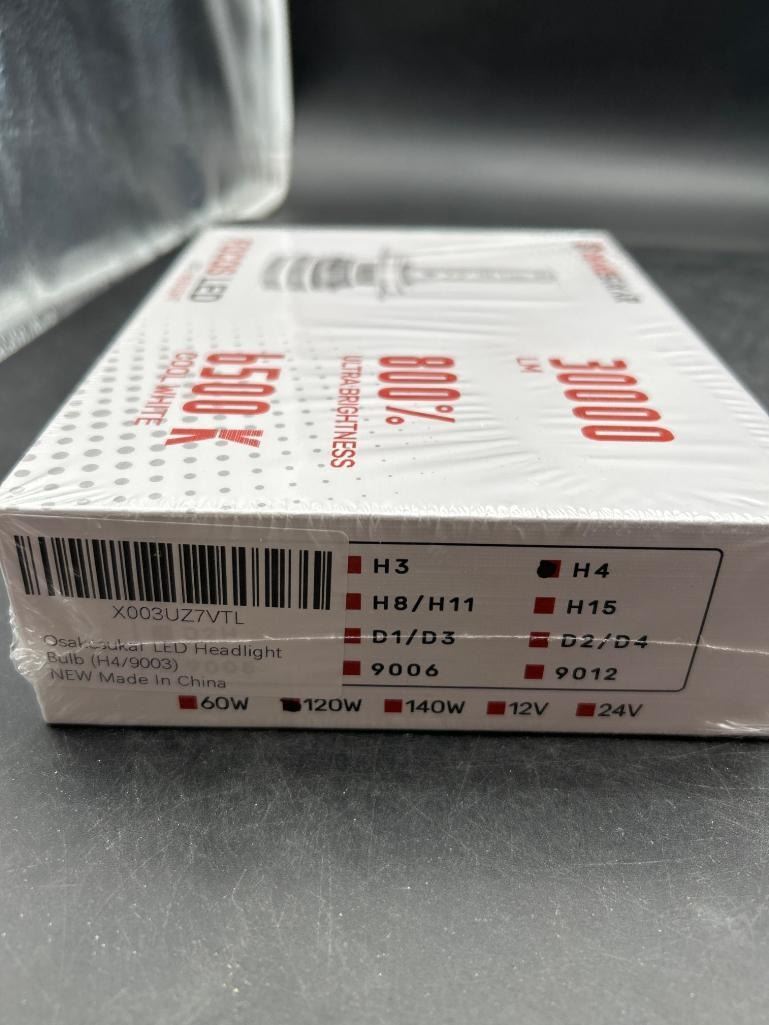 LED
30000
LM
800%
ULTRA BRIGHTNESS
6500 K
COOL WHITE
X003UZ7VTL
LED Headlight
Bulb (H4/9003)
NEW Made In China
H3
H4
H8/H11
H15
D1/D3
D2/D4
9006
9012
60W
120W
140W
12V
24V